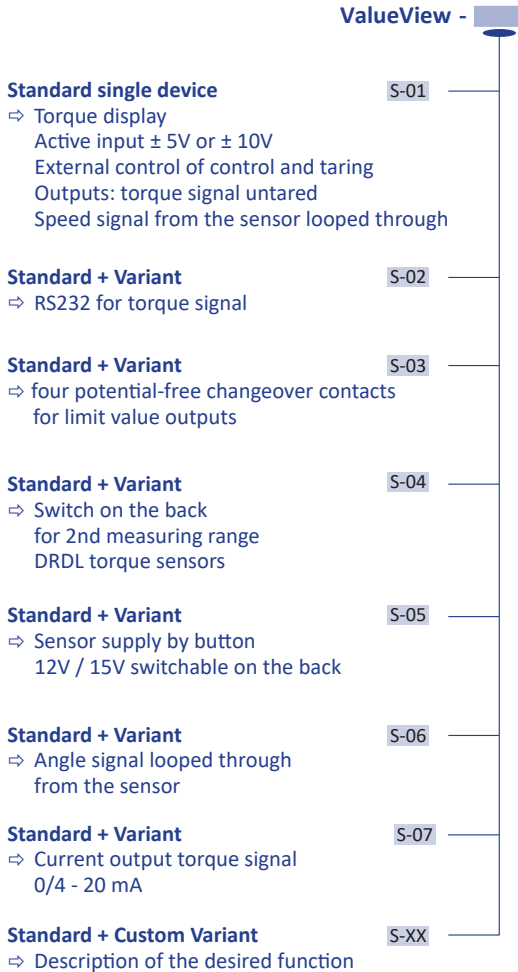 ValueView -
Standard single device S-01
⇨ Torque display
Active input ± 5V or ± 10V
External control of control and taring
Outputs: torque signal untared
Speed signal from the sensor looped through
Standard + Variant S-02
⇨ RS232 for torque signal
Standard + Variant S-03
⇨ four potential-free changeover contacts
for limit value outputs
Standard + Variant S-04
⇨ Switch on the back
for 2nd measuring range
DRDL torque sensors
Standard + Variant S-05
⇨ Sensor supply by button
12V / 15V switchable on the back
Standard + Variant S-06
⇨ Angle signal looped through
from the sensor
Standard + Variant S-07
⇨ Current output torque signal
0/4 - 20 mA
Standard + Custom Variant S-XX
⇨ Description of the desired function